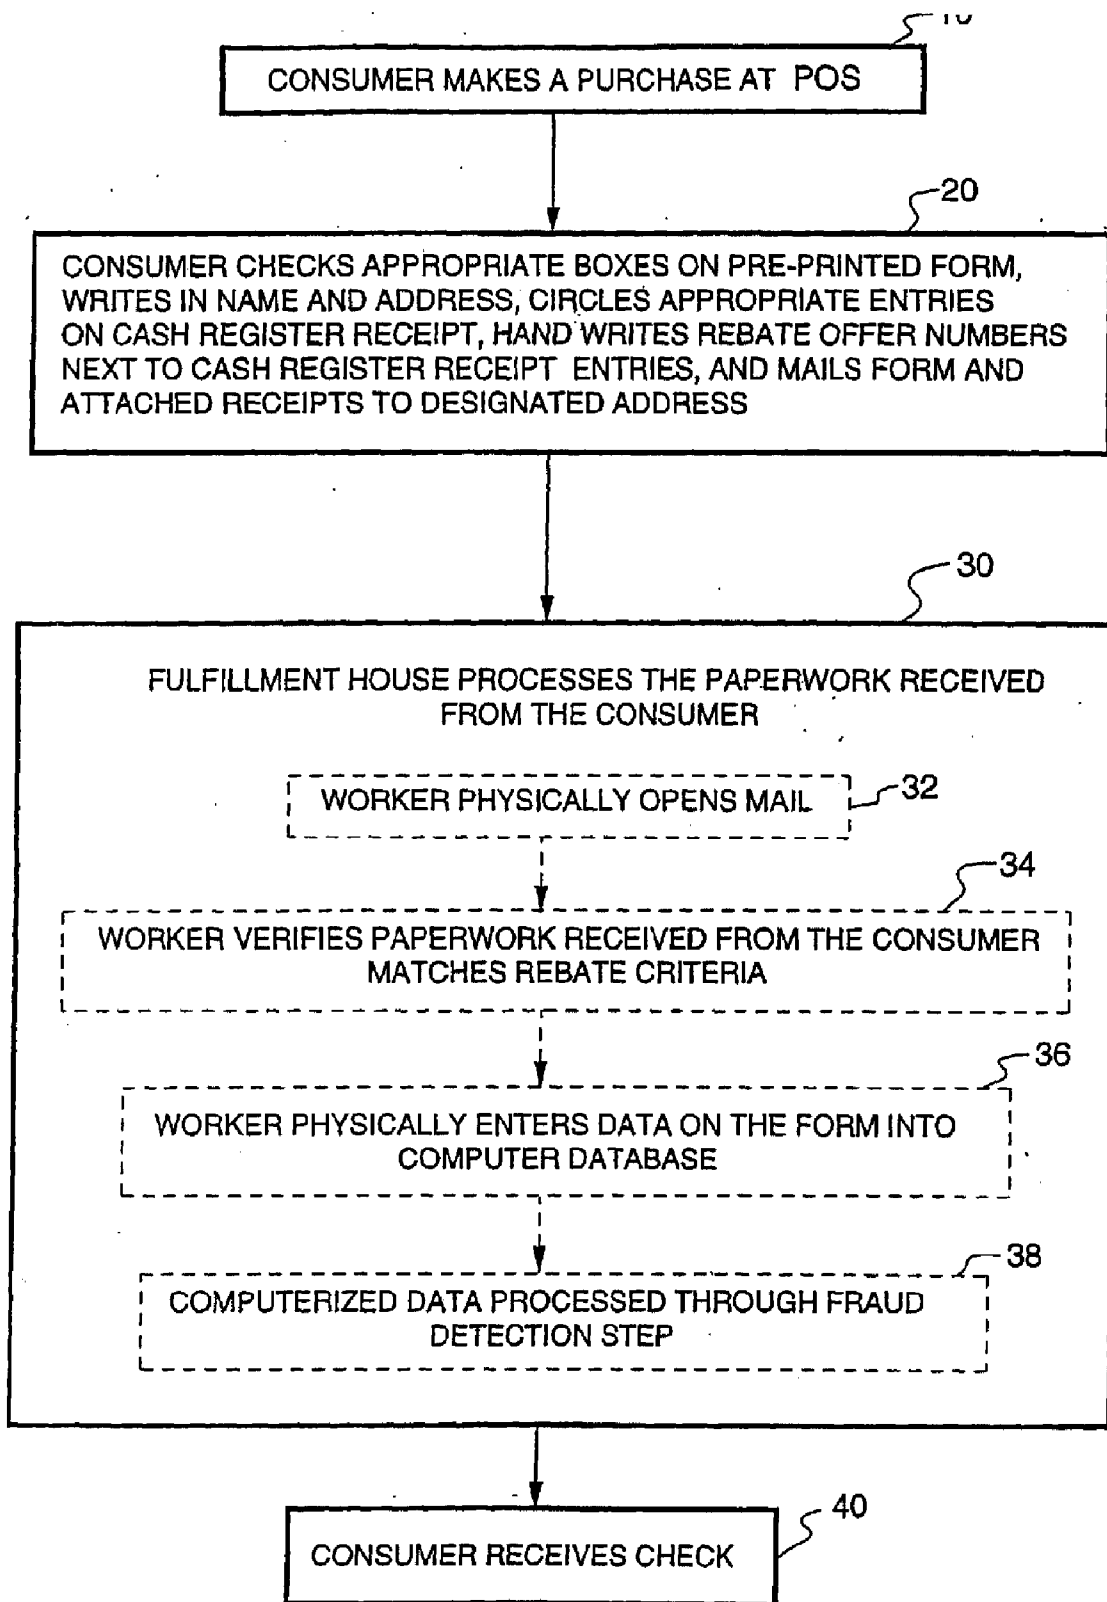 CONSUMER MAKES A PURCHASE AT POS
20
CONSUMER CHECKS APPROPRIATE BOXES ON PRE-PRINTED FORM,
WRITES IN NAME AND ADDRESS, CIRCLES APPROPRIATE ENTRIES
ON CASH REGISTER RECEIPT, HAND WRITES REBATE OFFER NUMBERS
NEXT TO CASH REGISTER RECEIPT ENTRIES, AND MAILS FORM AND
ATTACHED RECEIPTS TO DESIGNATED ADDRESS
30
FULFILLMENT HOUSE PROCESSES THE PAPERWORK RECEIVED
FROM THE CONSUMER
WORKER PHYSICALLY OPENS MAIL
32
34
WORKER VERIFIES PAPERWORK RECEIVED FROM THE CONSUMER
MATCHES REBATE CRITERIA
36
WORKER PHYSICALLY ENTERS DATA ON THE FORM INTO
COMPUTER DATABASE
38
COMPUTERIZED DATA PROCESSED THROUGH FRAUD
DETECTION STEP
40
CONSUMER RECEIVES CHECK